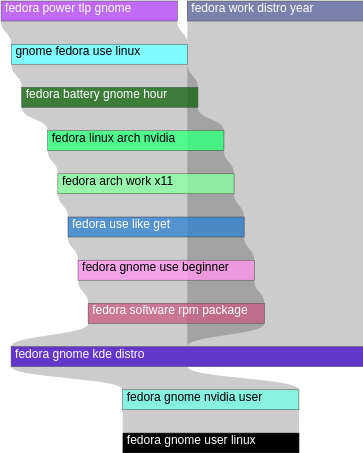 fedora power tlp gnome
fedora work distro year
gnome fedora use linux
fedora battery gnome hour
fedora linux arch nvidia
fedora arch work x11
fedora use like get
fedora gnome use beginner
fedora software rpm package
fedora gnome kde distro
fedora gnome nvidia user
fedora gnome user linux